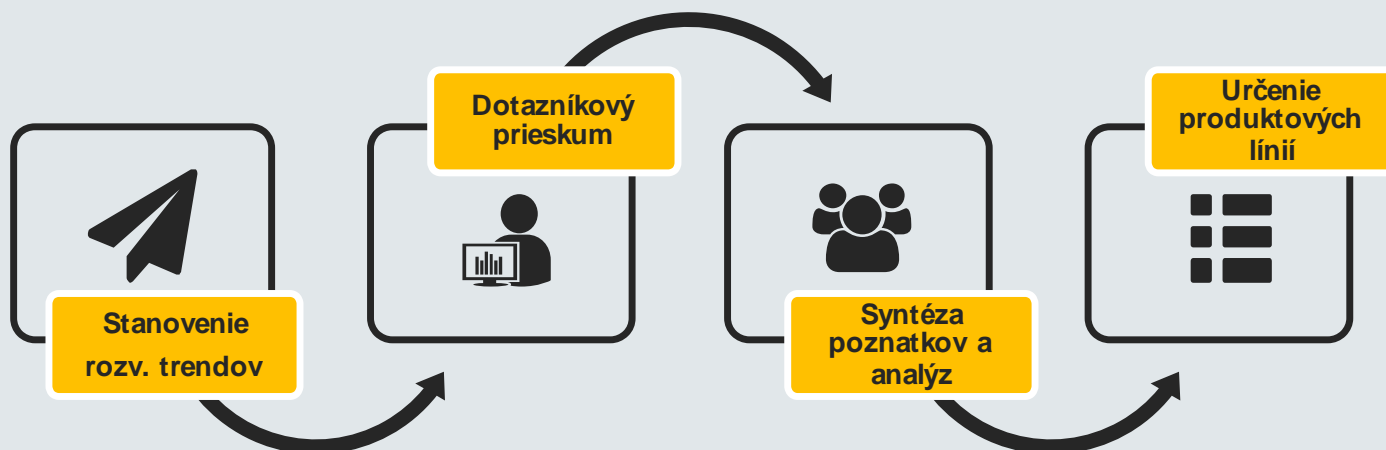 Stanovenie
rozv. trendov
Dotazníkový
prieskum
Syntéza
poznatkov a
analýz
Určenie
produktových
línií